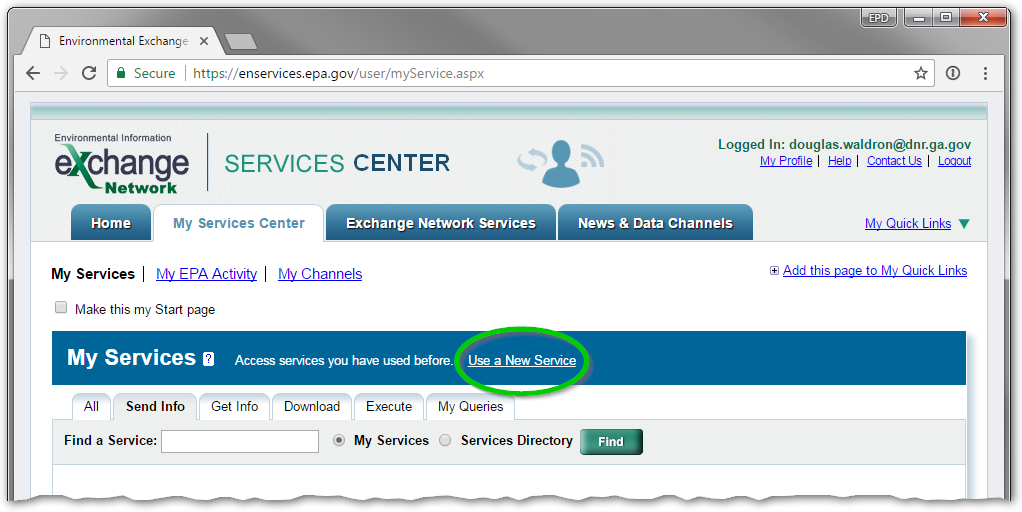 EPD
Environmental Exchange
Secure https://enservices.epa.gov/user/myService.aspx
Environmental Information
eXchange
Network
SERVICES CENTER
Logged In: douglas.waldron@dnr.ga.gov
My Profile | Help | Contact Us | Logout
Home My Services Center Exchange Network Services News & Data Channels My Quick Links
My Services | My EPA Activity | My Channels
Add this page to My Quick Links
Make this my Start page
My Services ? Access services you have used before. Use a New Service
All Send Info Get Info Download Execute My Queries
Find a Service: My Services Services Directory Find